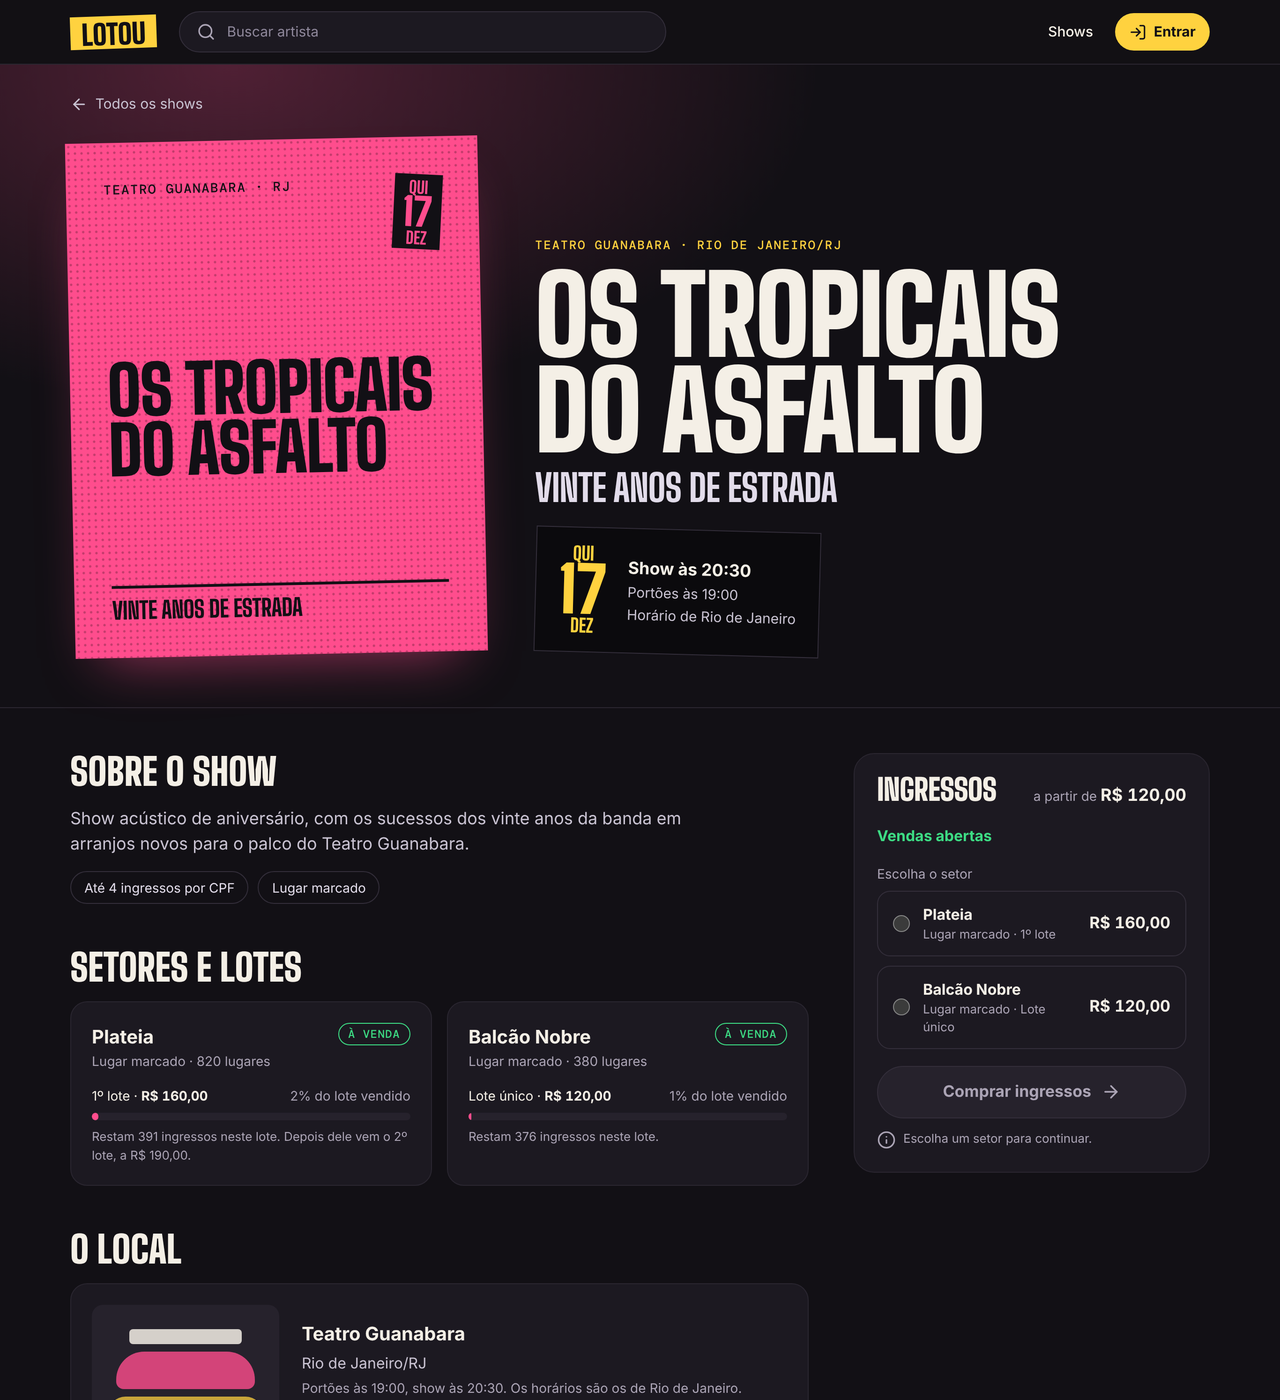 LOTOU
Buscar artista
Shows
Entrar
Todos os shows
TEATRO GUANABARA · RJ
QUI
17
DEZ
OS TROPICAIS
DO ASFALTO
VINTE ANOS DE ESTRADA
TEATRO GUANABARA · RIO DE JANEIRO/RJ
OS TROPICAIS
DO ASFALTO
VINTE ANOS DE ESTRADA
QUI
17
DEZ
Show às 20:30
Portões às 19:00
Horário de Rio de Janeiro
SOBRE O SHOW
Show acústico de aniversário, com os sucessos dos vinte anos da banda em
arranjos novos para o palco do Teatro Guanabara.
Até 4 ingressos por CPF
Lugar marcado
SETORES E LOTES
Plateia
À VENDA
Lugar marcado · 820 lugares
1º lote · R$ 160,00
2% do lote vendido
Restam 391 ingressos neste lote. Depois dele vem o 2º
lote, a R$ 190,00.
Balcão Nobre
À VENDA
Lugar marcado · 380 lugares
Lote único · R$ 120,00
1% do lote vendido
Restam 376 ingressos neste lote.
INGRESSOS
a partir de R$ 120,00
Vendas abertas
Escolha o setor
Plateia
Lugar marcado · 1º lote
R$ 160,00
Balcão Nobre
Lugar marcado · Lote
único
R$ 120,00
Comprar ingressos
Escolha um setor para continuar.
O LOCAL
Teatro Guanabara
Rio de Janeiro/RJ
Portões às 19:00, show às 20:30. Os horários são os de Rio de Janeiro.